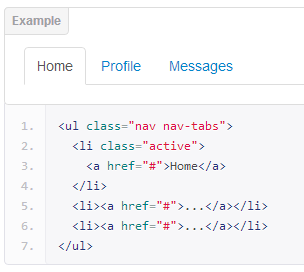 Example
Home Profile Messages
1. <ul class="nav nav-tabs">
2.   <li class="active">
3.     <a href="#">Home</a>
4.   </li>
5.   <li><a href="#">...</a></li>
6.   <li><a href="#">...</a></li>
7. </ul>